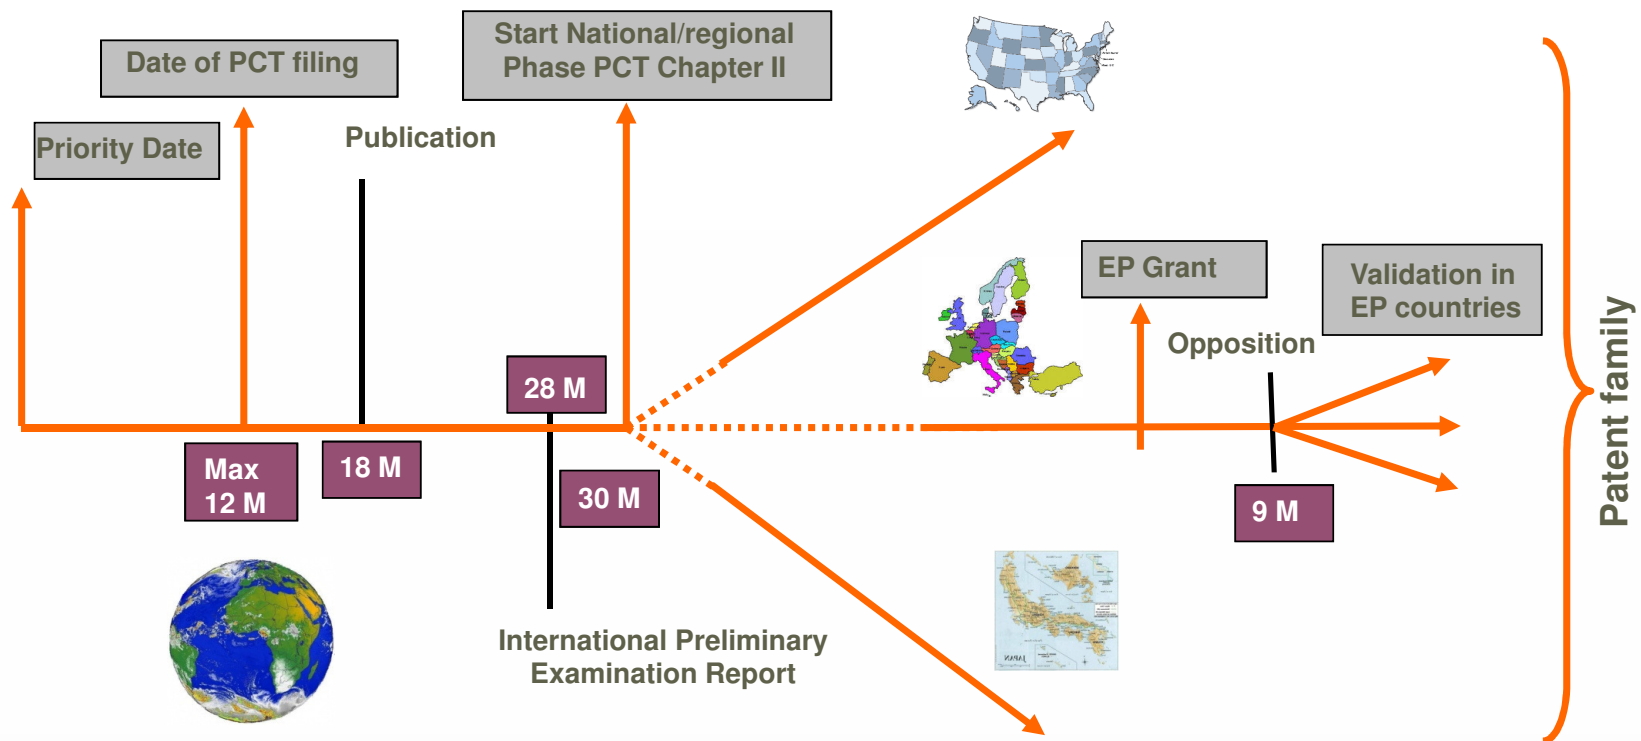 Start National/regional
Phase PCT Chapter II
Date of PCT filing
Priority Date
Publication
EP Grant
Validation in
EP countries
Opposition
28 M
Max
12 M
18 M
30 M
9 M
International Preliminary
Examination Report
Patent family
JAPAN